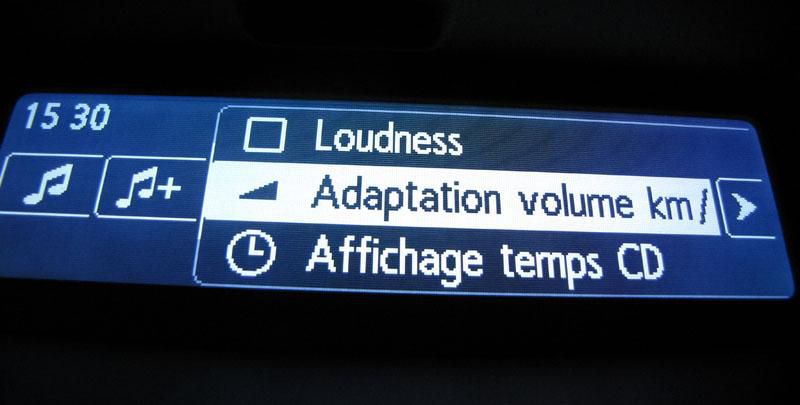 15 30
Loudness
Adaptation volume km/
Affichage temps CD